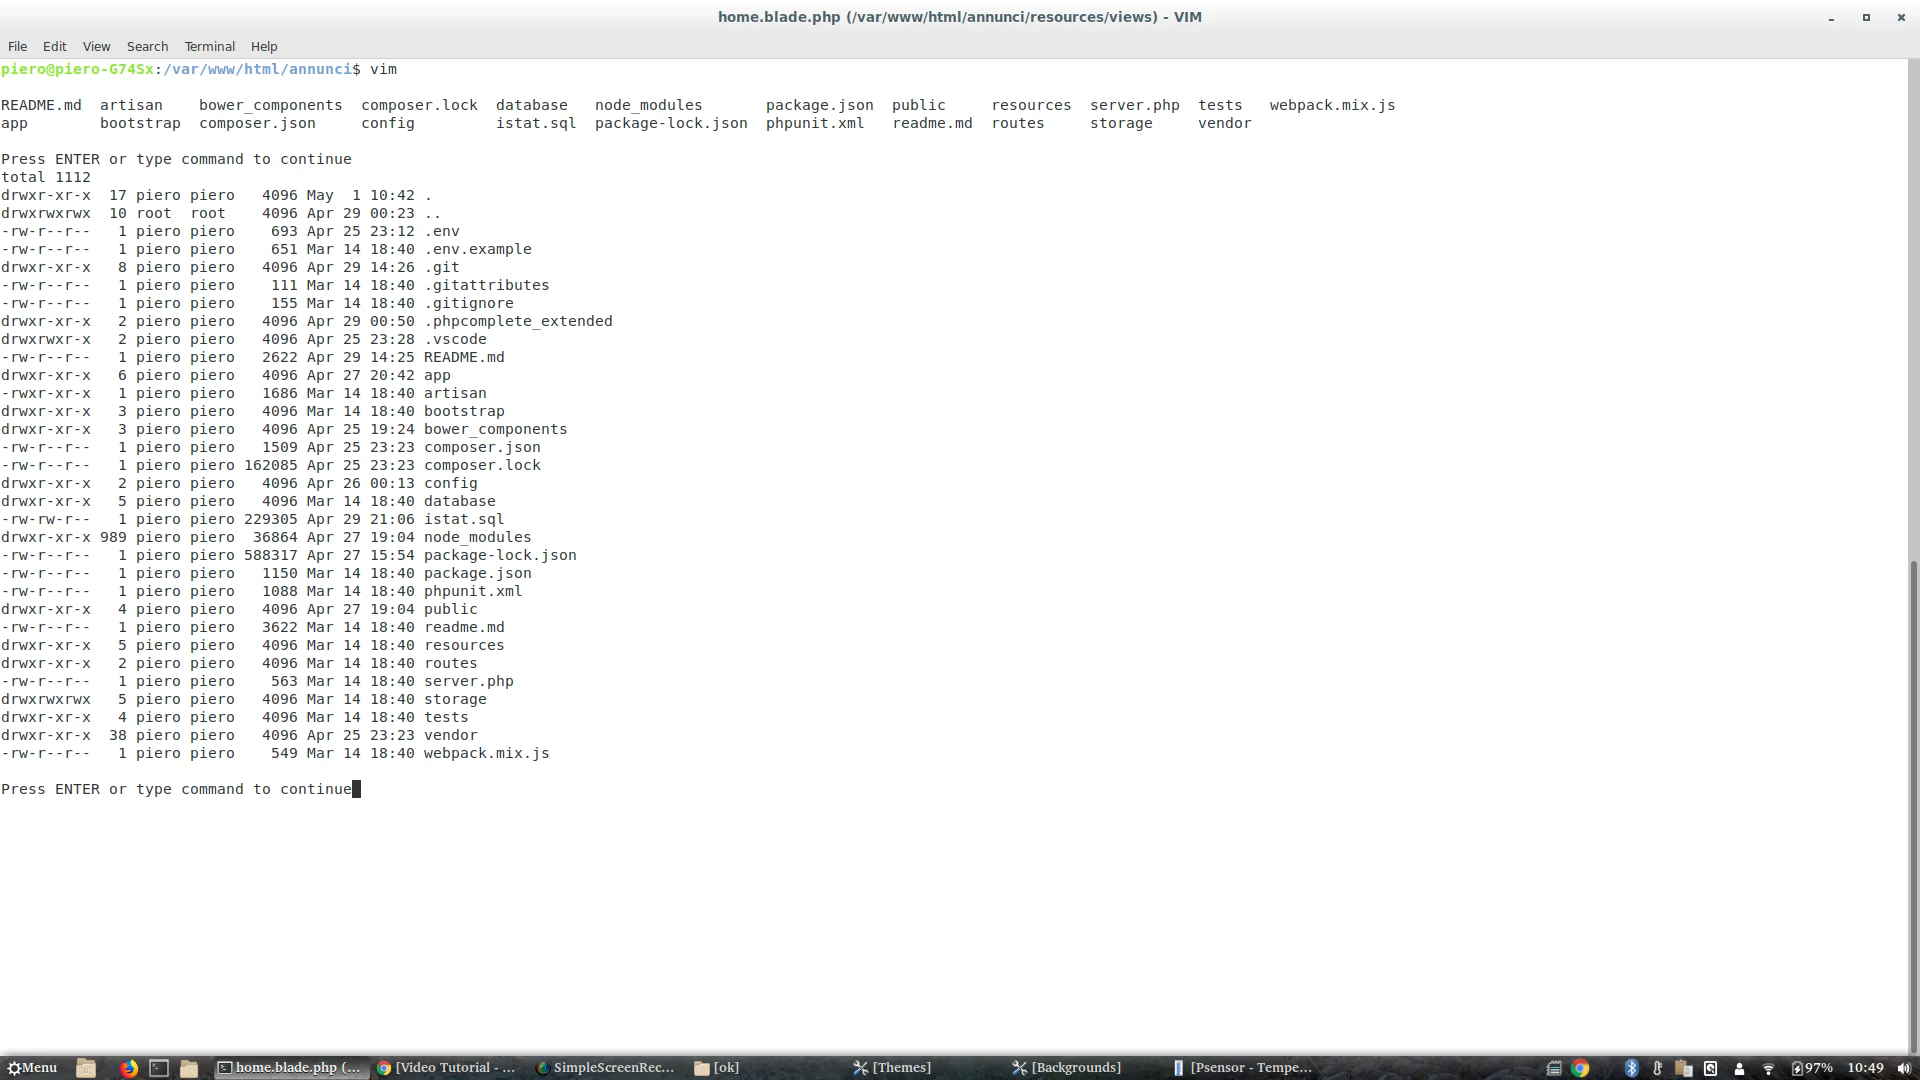 home.blade.php (/var/www/html/annunci/resources/views) - VIM
File Edit View Search Terminal Help
piero@piero-G74Sx:/var/www/html/annunci$ vim
README.md  artisan    bower_components  composer.lock  database   node_modules       package.json  public     resources  server.php  tests   webpack.mix.js
app        bootstrap  composer.json     config         istat.sql  package-lock.json  phpunit.xml   readme.md  routes     storage     vendor
Press ENTER or type command to continue
total 1112
drwxr-xr-x  17 piero piero   4096 May  1 10:42 .
drwxrwxrwx  10 root  root    4096 Apr 29 00:23 ..
-rw-r--r--   1 piero piero    693 Apr 25 23:12 .env
-rw-r--r--   1 piero piero    651 Mar 14 18:40 .env.example
drwxr-xr-x   8 piero piero   4096 Apr 29 14:26 .git
-rw-r--r--   1 piero piero    111 Mar 14 18:40 .gitattributes
-rw-r--r--   1 piero piero    155 Mar 14 18:40 .gitignore
drwxr-xr-x   2 piero piero   4096 Apr 29 00:50 .phpcomplete_extended
drwxrwxr-x   2 piero piero   4096 Apr 25 23:28 .vscode
-rw-r--r--   1 piero piero   2622 Apr 29 14:25 README.md
drwxr-xr-x   6 piero piero   4096 Apr 27 20:42 app
-rwxr-xr-x   1 piero piero   1686 Mar 14 18:40 artisan
drwxr-xr-x   3 piero piero   4096 Mar 14 18:40 bootstrap
drwxr-xr-x   3 piero piero   4096 Apr 25 19:24 bower_components
-rw-r--r--   1 piero piero   1509 Apr 25 23:23 composer.json
-rw-r--r--   1 piero piero 162085 Apr 25 23:23 composer.lock
drwxr-xr-x   2 piero piero   4096 Apr 26 00:13 config
drwxr-xr-x   5 piero piero   4096 Mar 14 18:40 database
-rw-rw-r--   1 piero piero 229305 Apr 29 21:06 istat.sql
drwxr-xr-x 989 piero piero  36864 Apr 27 19:04 node_modules
-rw-r--r--   1 piero piero 588317 Apr 27 15:54 package-lock.json
-rw-r--r--   1 piero piero   1150 Mar 14 18:40 package.json
-rw-r--r--   1 piero piero   1088 Mar 14 18:40 phpunit.xml
drwxr-xr-x   4 piero piero   4096 Apr 27 19:04 public
-rw-r--r--   1 piero piero   3622 Mar 14 18:40 readme.md
drwxr-xr-x   5 piero piero   4096 Mar 14 18:40 resources
drwxr-xr-x   2 piero piero   4096 Mar 14 18:40 routes
-rw-r--r--   1 piero piero    563 Mar 14 18:40 server.php
drwxrwxrwx   5 piero piero   4096 Mar 14 18:40 storage
drwxr-xr-x   4 piero piero   4096 Mar 14 18:40 tests
drwxr-xr-x  38 piero piero   4096 Apr 25 23:23 vendor
-rw-r--r--   1 piero piero    549 Mar 14 18:40 webpack.mix.js
Press ENTER or type command to continue
Menu home.blade.php (... [Video Tutorial - ... SimpleScreenRec... [ok] [Themes] [Backgrounds] [Psensor - Tempe... 97% 10:49